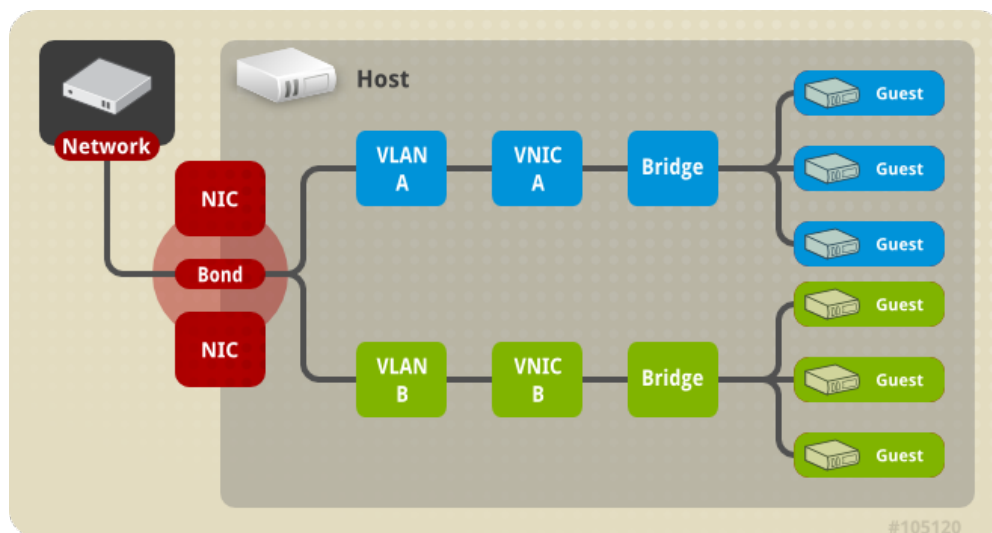 Host
Network
NIC
Bond
NIC
VLAN
A
VNIC
A
Bridge
Guest
Guest
Guest
VLAN
B
VNIC
B
Bridge
Guest
Guest
Guest
#105120